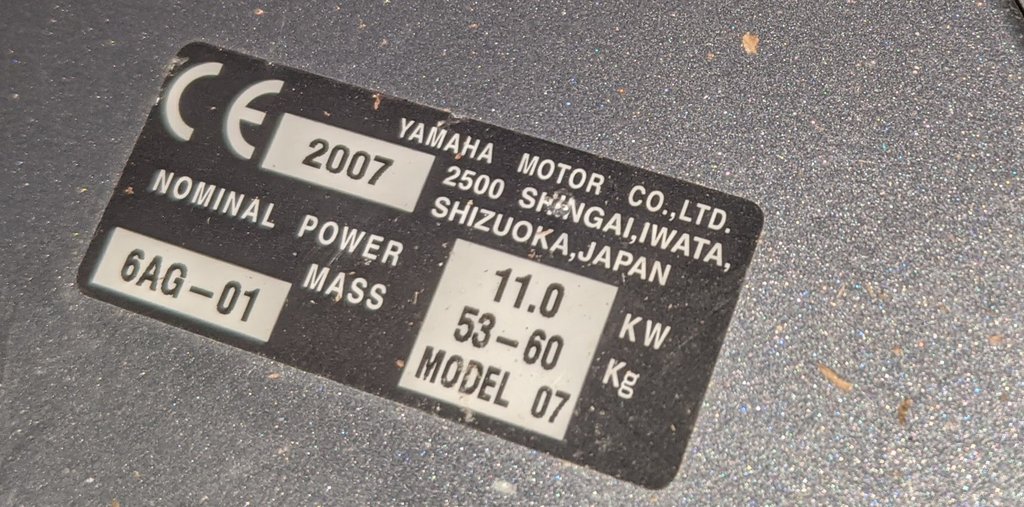 CE 2007 YAMAHA MOTOR CO.,LTD.
2500 SHINGAI,IWATA,
SHIZUOKA,JAPAN
NOMINAL POWER 11.0 KW
MASS 53-60 Kg
6AG-01 MODEL 07